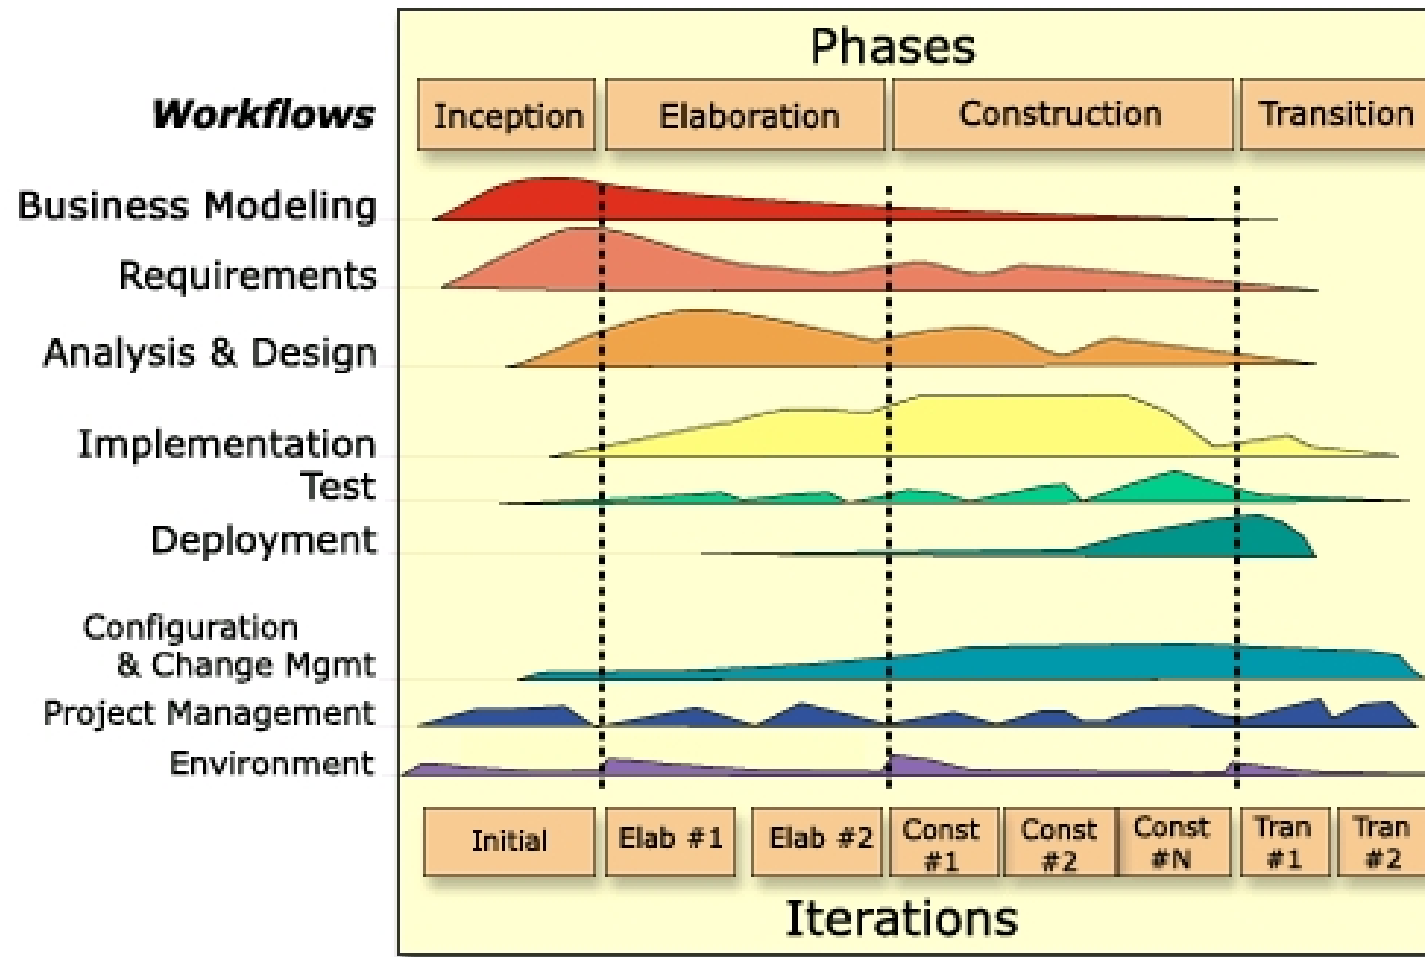 Phases
Workflows
Inception Elaboration Construction Transition
Business Modeling
Requirements
Analysis & Design
Implementation
Test
Deployment
Configuration
& Change Mgmt
Project Management
Environment
Initial Elab #1 Elab #2 Const #1 Const #2 Const #N Tran #1 Tran #2
Iterations